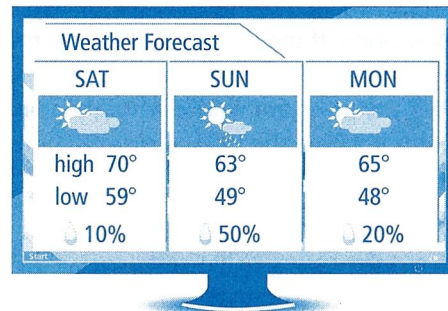 Weather Forecast
SAT SUN MON
high 70° 63° 65°
low 59° 49° 48°
10% 50% 20%
Start